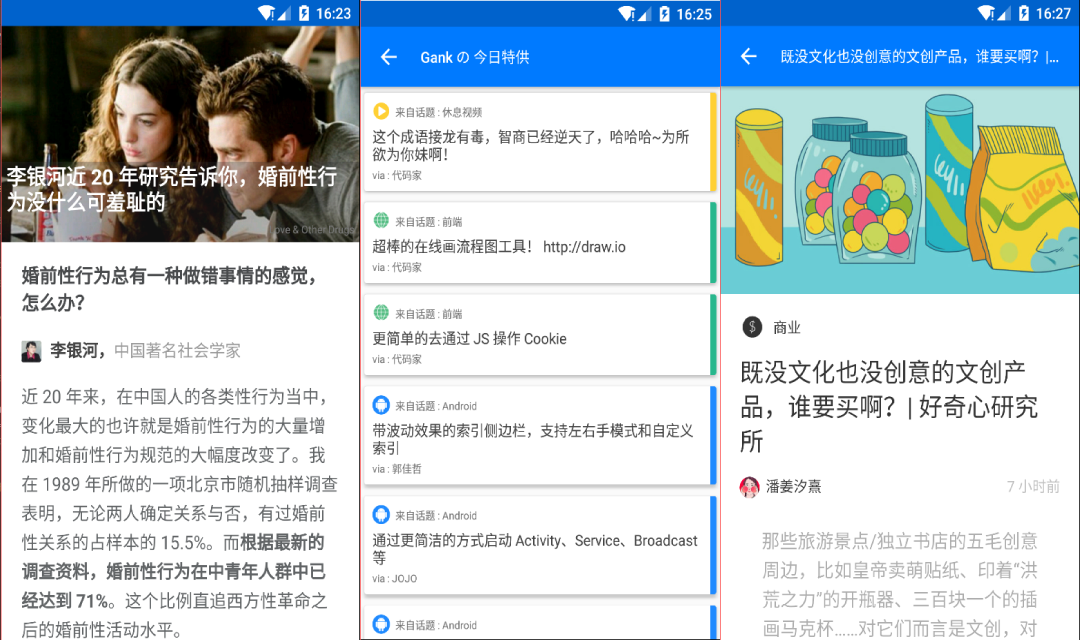 16:23
李银河近 20 年研究告诉你，婚前性行
为没什么可羞耻的
Love & Other Drugs
婚前性行为总有一种做错事情的感觉，
怎么办？
李银河，中国著名社会学家
近 20 年来，在中国人的各类性行为当中，
变化最大的也许就是婚前性行为的大量增
加和婚前性行为规范的大幅度改变了。我
在 1989 年所做的一项北京市随机抽样调查
表明，无论两人确定关系与否，有过婚前
性关系的占样本的 15.5%。而根据最新的
调查资料，婚前性行为在中青年人群中已
经达到 71%。这个比例直追西方性革命之
后的婚前性活动水平。
16:25
Gank の 今日特供
来自话题 : 休息视频
这个成语接龙有毒，智商已经逆天了，哈哈哈~为所
欲为你妹啊！
via : 代码家
来自话题 : 前端
超棒的在线画流程图工具！ http://draw.io
via : 代码家
来自话题 : 前端
更简单的去通过 JS 操作 Cookie
via : 代码家
来自话题 : Android
带波动效果的索引侧边栏，支持左右手模式和自定义
索引
via : 郭佳哲
来自话题 : Android
通过更简洁的方式启动 Activity、Service、Broadcast
等
via : JOJO
来自话题 : Android
16:27
既没文化也没创意的文创产品，谁要买啊？|...
商业
既没文化也没创意的文创产
品，谁要买啊？| 好奇心研究
所
潘姜汐熹
7 小时前
那些旅游景点/独立书店的五毛创意
周边，比如皇帝卖萌贴纸、印着“洪
荒之力”的开瓶器、三百块一个的插
画马克杯……对它们而言是文创，对